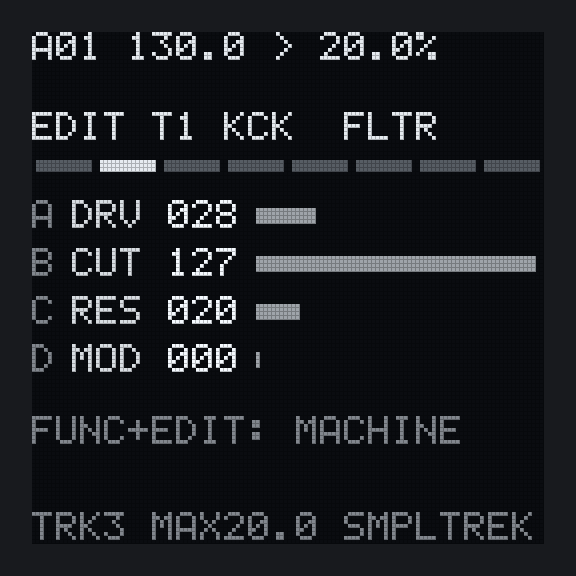 A01 130.0 > 20.0%
EDIT T1 KCK FLTR
A DRV 028
B CUT 127
C RES 020
D MOD 000
FUNC+EDIT: MACHINE
TRK3 MAX20.0 SMPLTREK